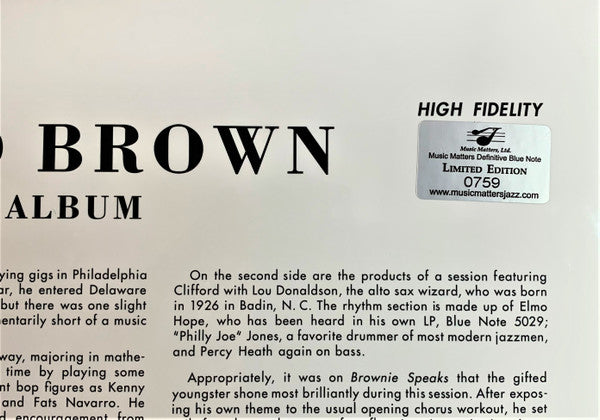 HIGH FIDELITY
BROWN
ALBUM
Music Matters, Ltd.
Music Matters Definitive Blue Note
LIMITED EDITION
0759
www.musicmattersjazz.com
ying gigs in Philadelphia
ar, he entered Delaware
but there was one slight
mentarily short of a music
way, majoring in mathe-
time by playing some
nt bop figures as Kenny
and Fats Navarro. He
encouragement from
On the second side are the products of a session featuring
Clifford with Lou Donaldson, the alto sax wizard, who was born
in 1926 in Badin, N. C. The rhythm section is made up of Elmo
Hope, who has been heard in his own LP, Blue Note 5029;
"Philly Joe" Jones, a favorite drummer of most modern jazzmen,
and Percy Heath again on bass.
Appropriately, it was on Brownie Speaks that the gifted
youngster shone most brilliantly during this session. After expos-
ing his own theme to the usual opening chorus workout, he sed